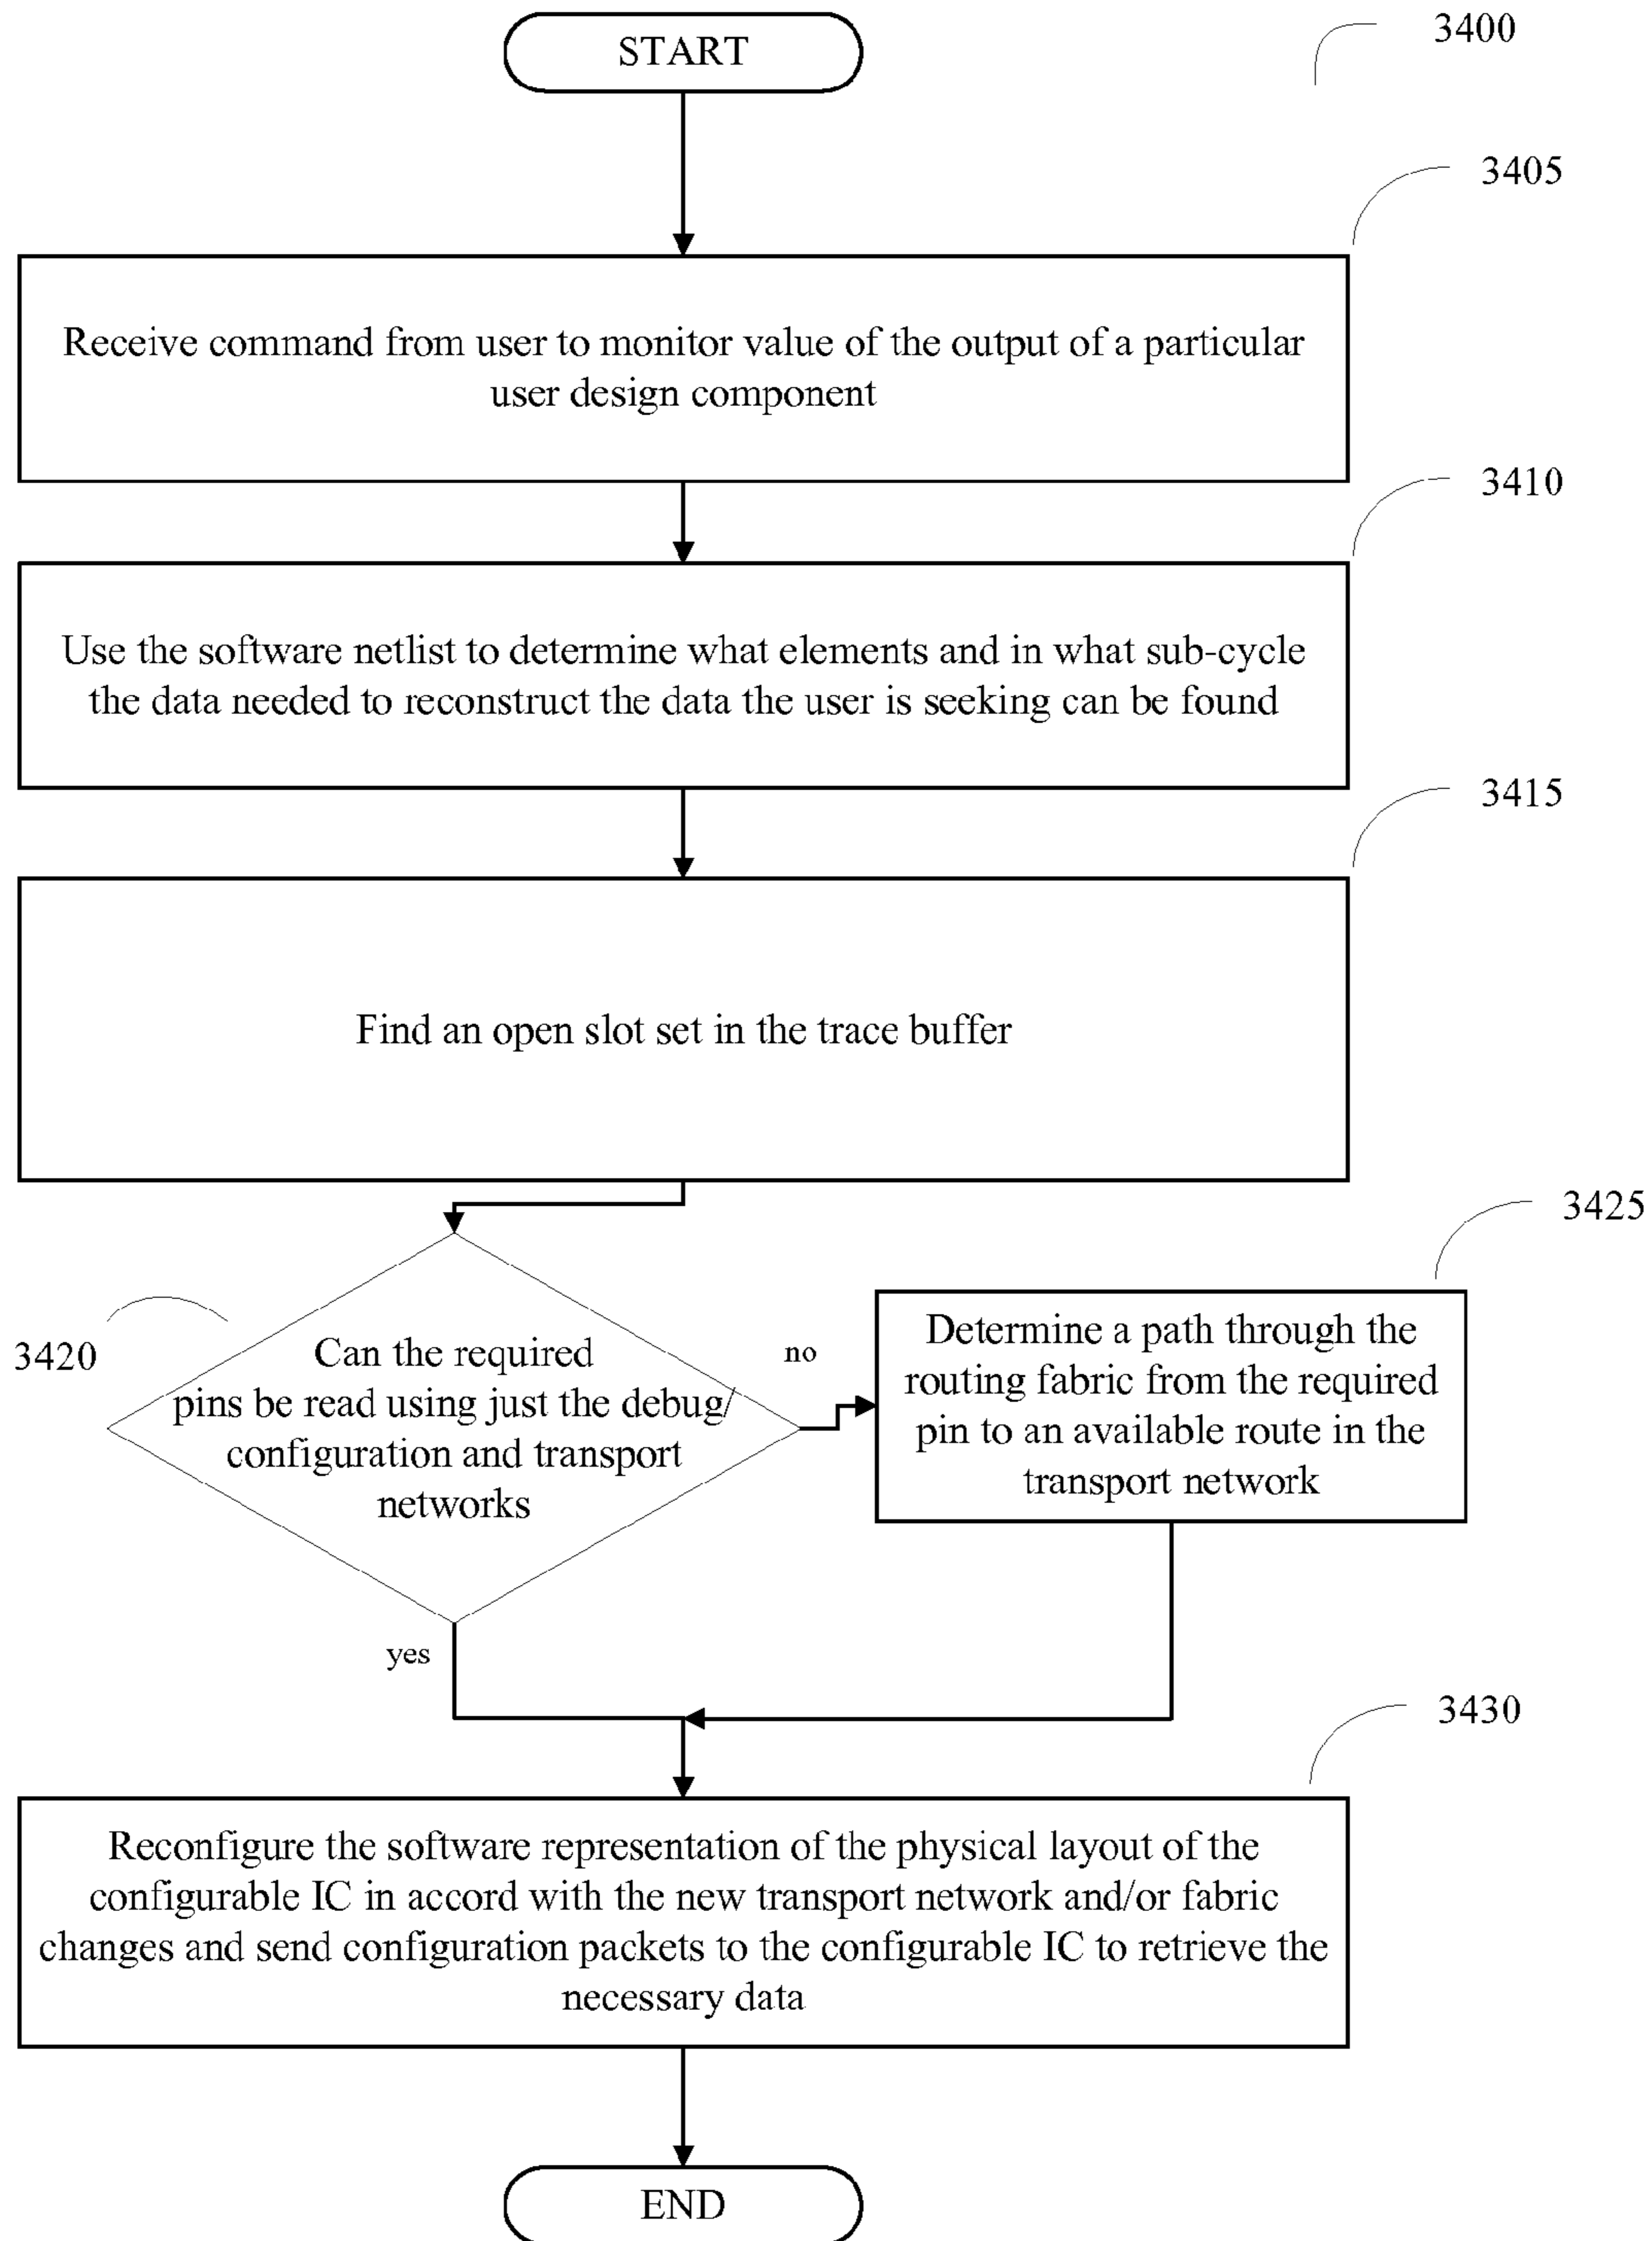 START
3400
3405
Receive command from user to monitor value of the output of a particular
user design component
3410
Use the software netlist to determine what elements and in what sub-cycle
the data needed to reconstruct the data the user is seeking can be found
3415
Find an open slot set in the trace buffer
3420
Can the required
pins be read using just the debug/
configuration and transport
networks
no
3425
Determine a path through the
routing fabric from the required
pin to an available route in the
transport network
yes
3430
Reconfigure the software representation of the physical layout of the
configurable IC in accord with the new transport network and/or fabric
changes and send configuration packets to the configurable IC to retrieve the
necessary data
END